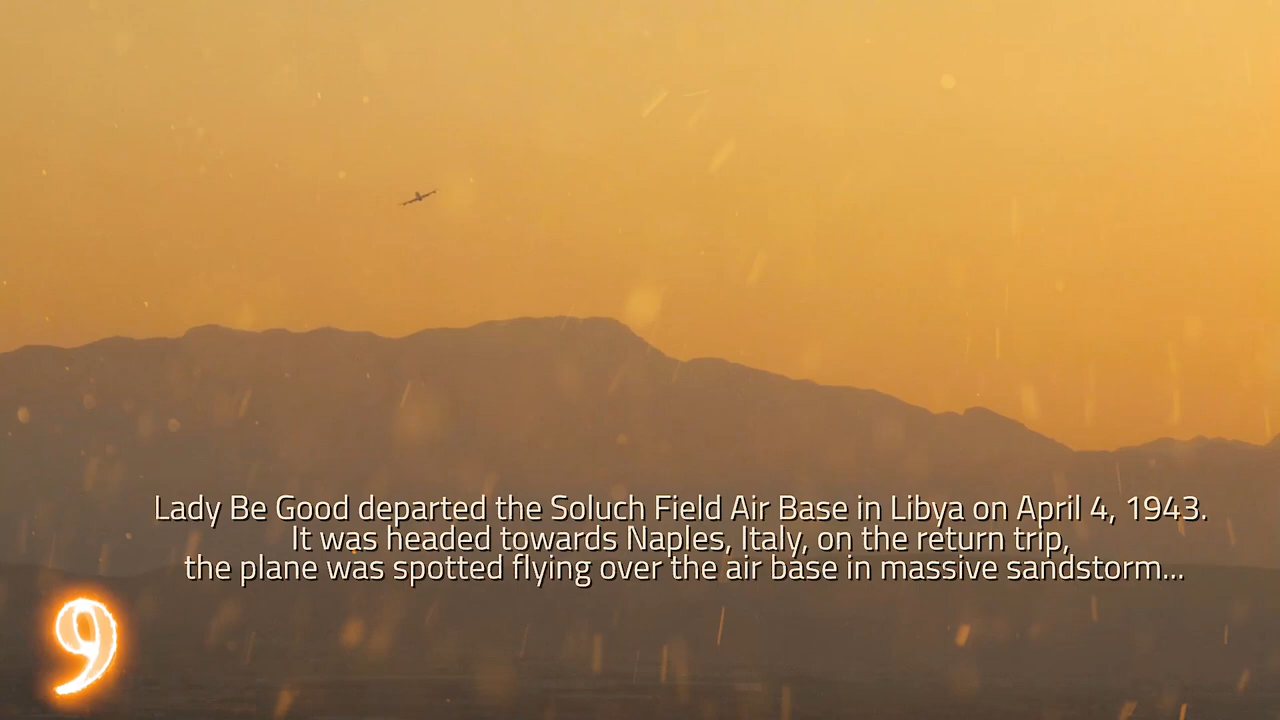 Lady Be Good departed the Soluch Field Air Base in Libya on April 4, 1943.
It was headed towards Naples, Italy, on the return trip,
the plane was spotted flying over the air base in massive sandstorm...
9